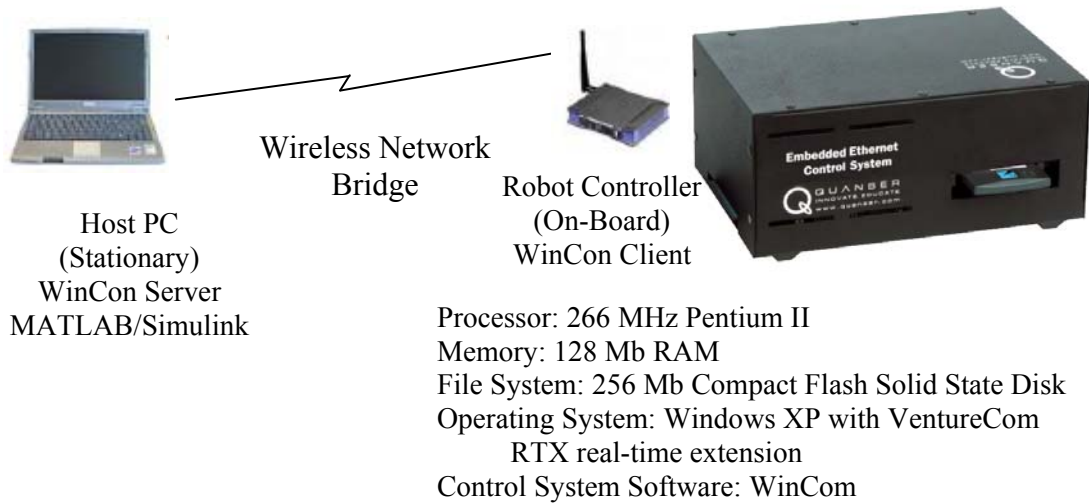 Wireless Network
Bridge
Host PC
(Stationary)
WinCon Server
MATLAB/Simulink
Robot Controller
(On-Board)
WinCon Client
Embedded Ethernet
Control System
QUANSER
INNOVATE EDUCATE
www.quanser.com
QUANSER
Processor: 266 MHz Pentium II
Memory: 128 Mb RAM
File System: 256 Mb Compact Flash Solid State Disk
Operating System: Windows XP with VentureCom
RTX real-time extension
Control System Software: WinCom